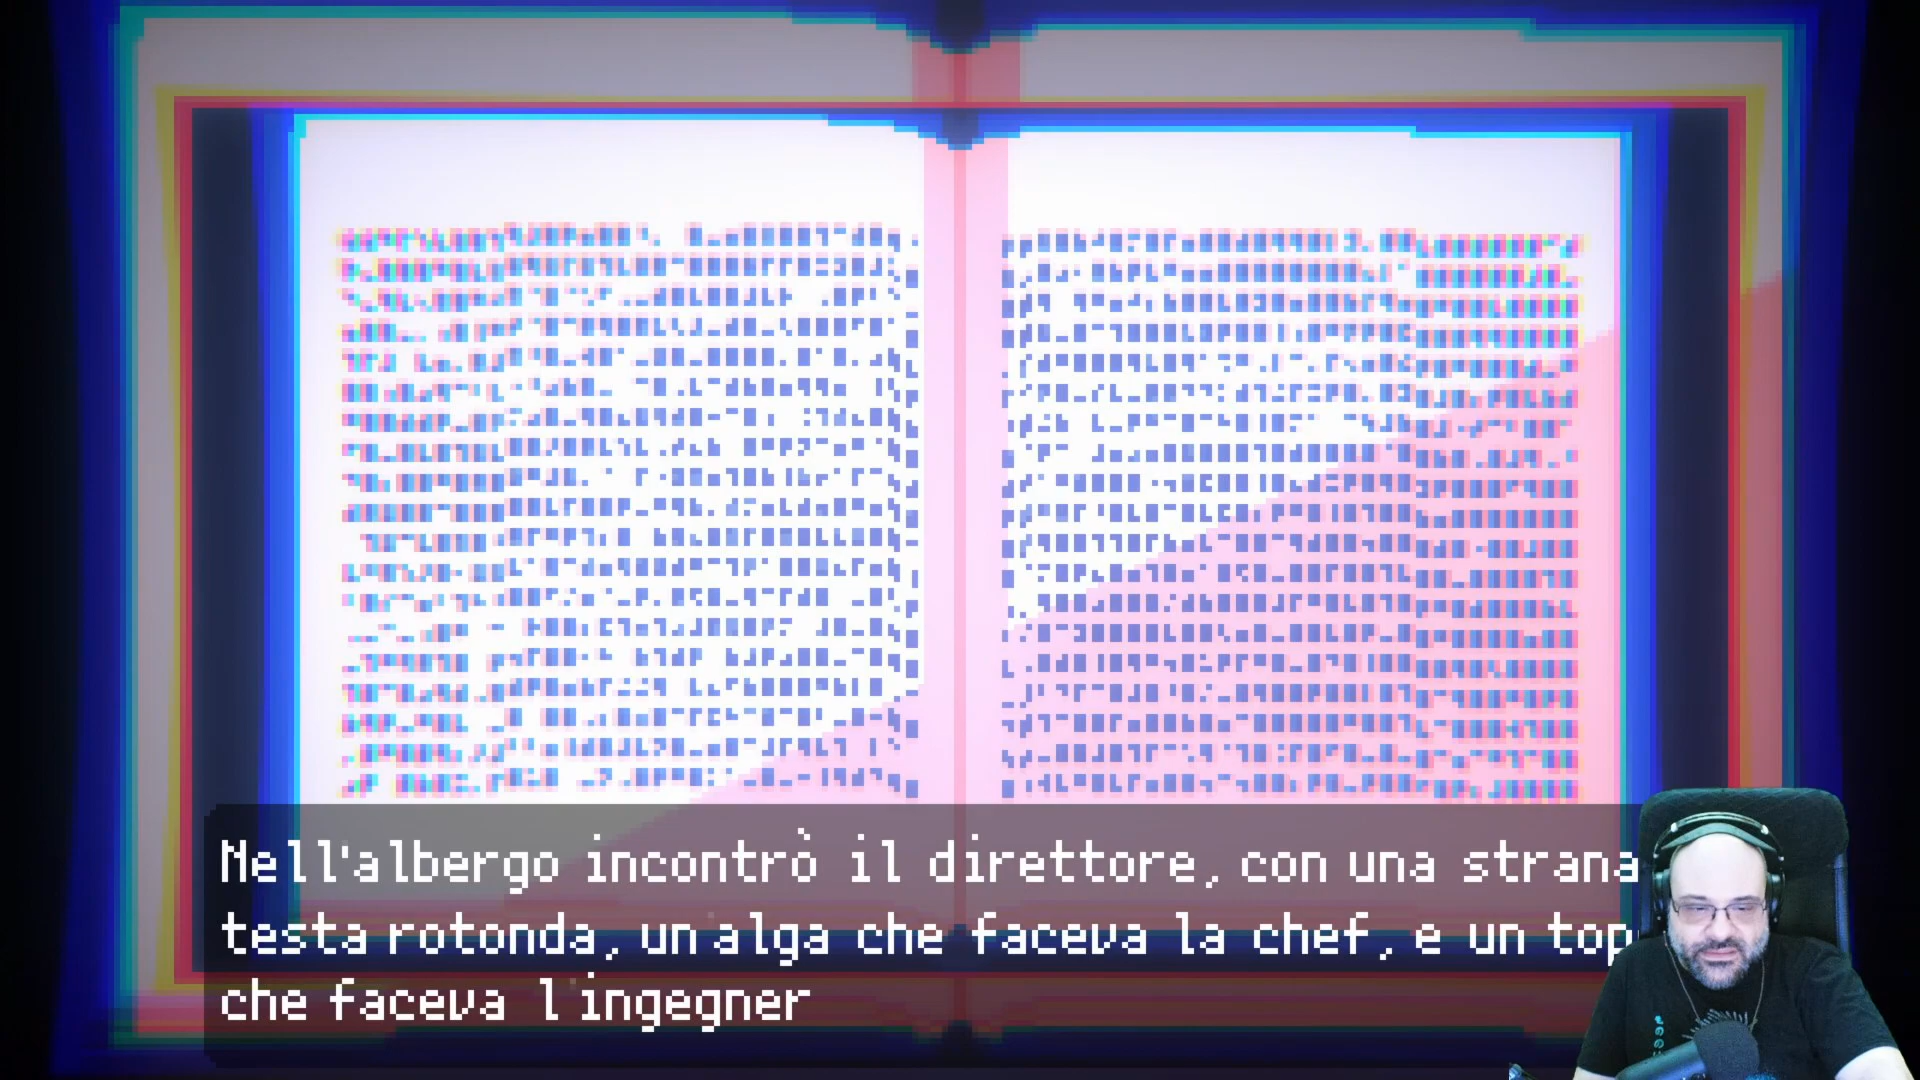 Nell'albergo incontrò il direttore, con una strana
testa rotonda, un'alga che faceva la chef, e un top
che faceva l'ingegner